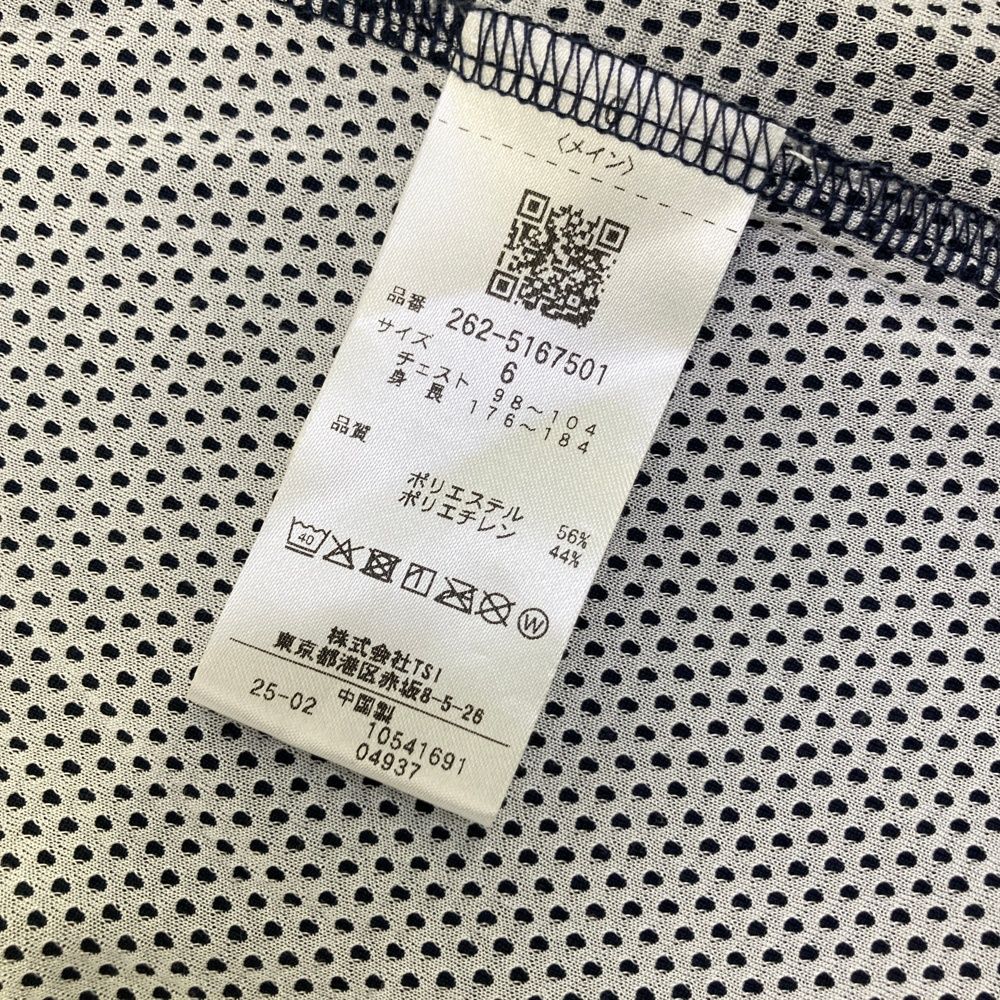 〈メイン〉
品番 262-5167501
サイズ 6
チェスト 98〜104
身長 176〜184
品質
ポリエステル 56%
ポリエチレン 44%
40
W
株式会社TSI
東京都港区赤坂8-5-26
25-02 中国製
10541691
04937